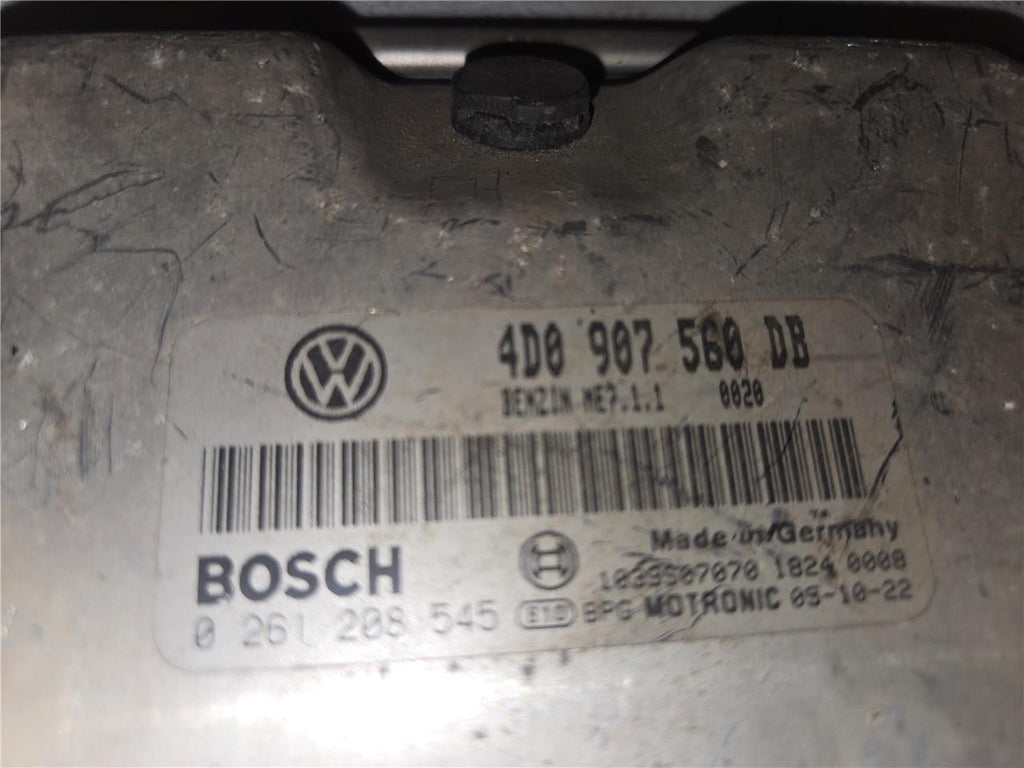 4D0 907 560 DB
BENZIN ME7.1.1 0020
BOSCH
Made in Germany
1039S07070 1824 0008
0 261 208 545
BPG MOTRONIC 05-10-22